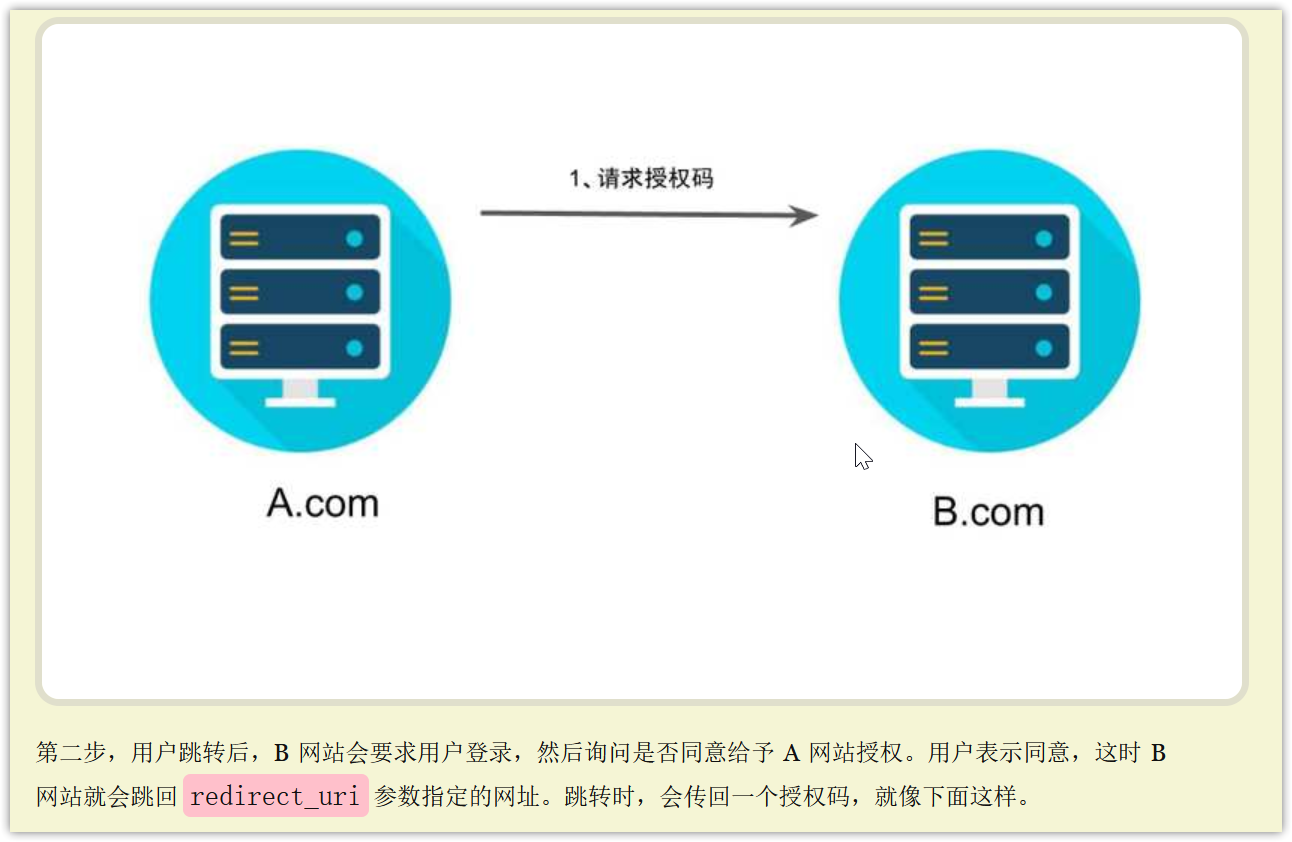 1、请求授权码
A.com
B.com
第二步，用户跳转后，B 网站会要求用户登录，然后询问是否同意给予 A 网站授权。用户表示同意，这时 B
网站就会跳回 redirect_uri 参数指定的网址。跳转时，会传回一个授权码，就像下面这样。